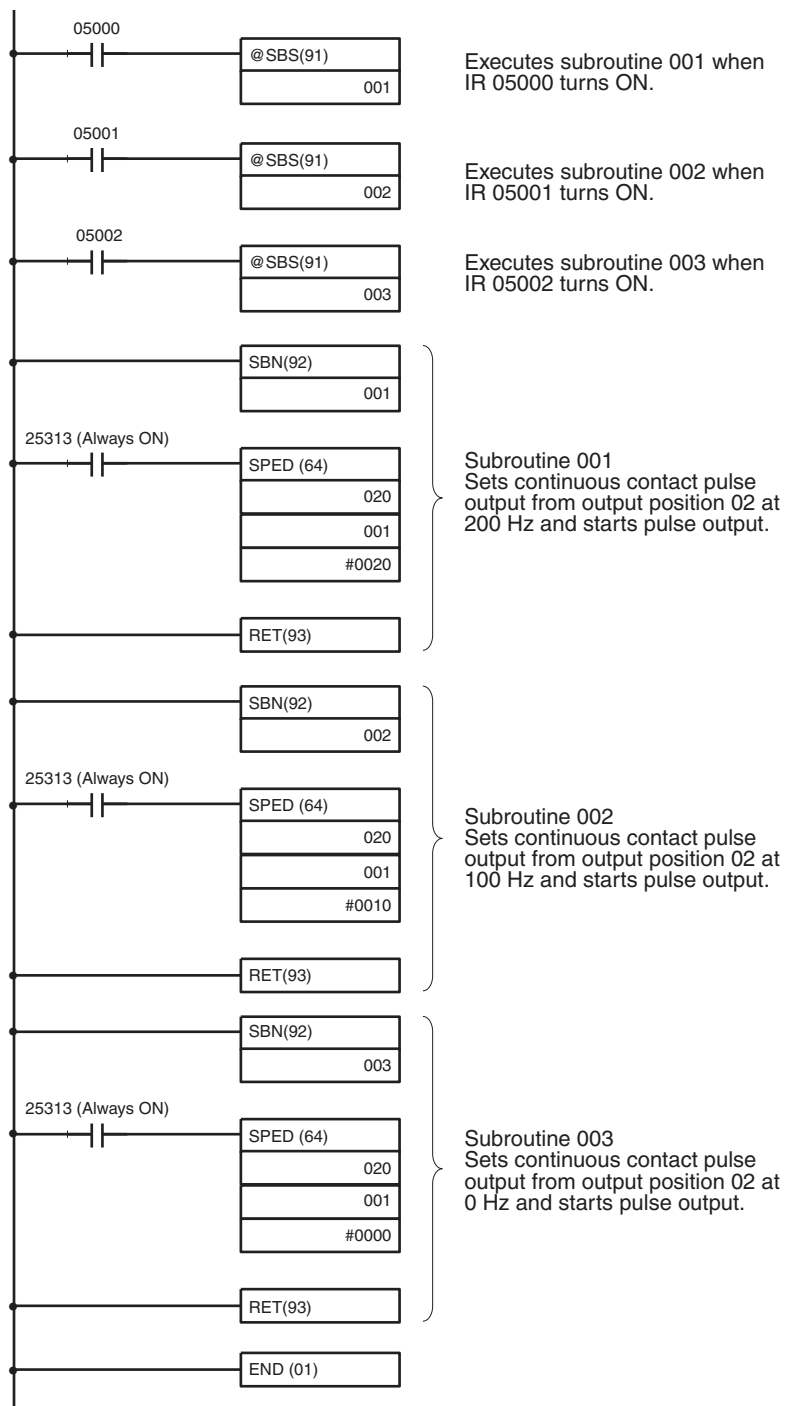 05000
@SBS(91)
001
Executes subroutine 001 when
IR 05000 turns ON.
05001
@SBS(91)
002
Executes subroutine 002 when
IR 05001 turns ON.
05002
@SBS(91)
003
Executes subroutine 003 when
IR 05002 turns ON.
SBN(92)
001
25313 (Always ON)
SPED (64)
020
001
#0020
Subroutine 001
Sets continuous contact pulse
output from output position 02 at
200 Hz and starts pulse output.
RET(93)
SBN(92)
002
25313 (Always ON)
SPED (64)
020
001
#0010
Subroutine 002
Sets continuous contact pulse
output from output position 02 at
100 Hz and starts pulse output.
RET(93)
SBN(92)
003
25313 (Always ON)
SPED (64)
020
001
#0000
Subroutine 003
Sets continuous contact pulse
output from output position 02 at
0 Hz and starts pulse output.
RET(93)
END (01)